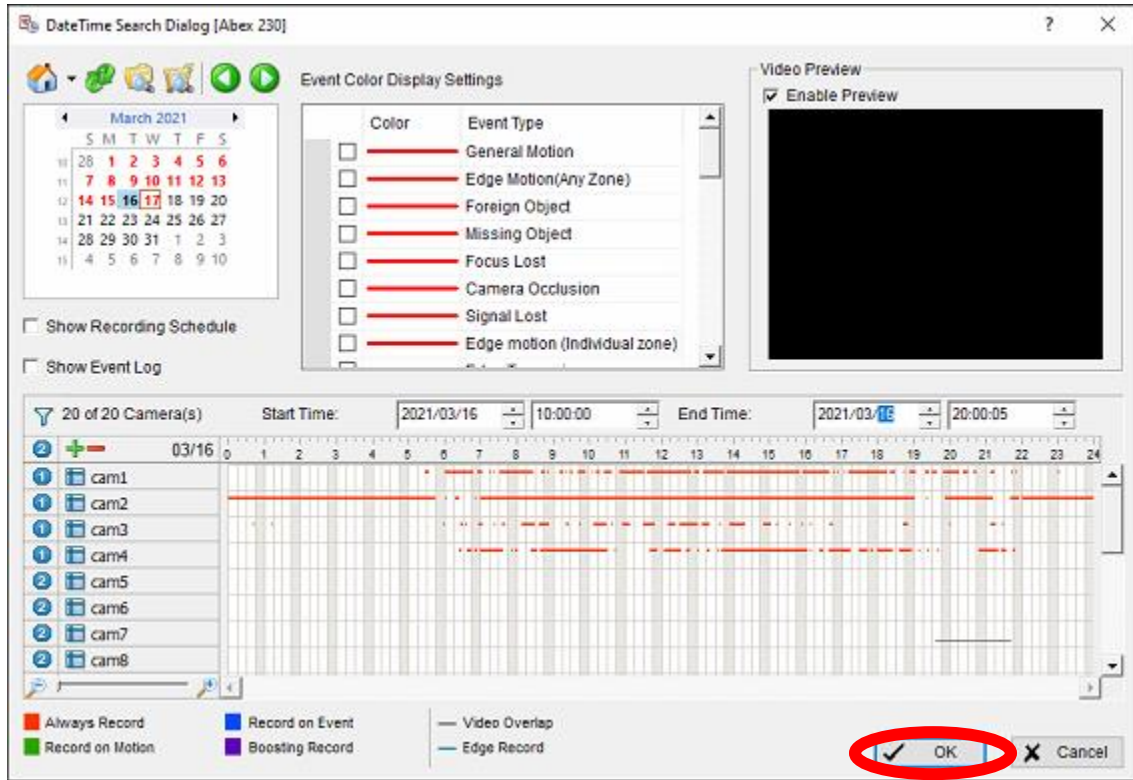 DateTime Search Dialog [Abex 230]
? X
Event Color Display Settings
Video Preview
Enable Preview
March 2021
S M T W T F S
10 28 1 2 3 4 5 6
11 7 8 9 10 11 12 13
12 14 15 16 17 18 19 20
13 21 22 23 24 25 26 27
14 28 29 30 31 1 2 3
15 4 5 6 7 8 9 10
Color Event Type
General Motion
Edge Motion(Any Zone)
Foreign Object
Missing Object
Focus Lost
Camera Occlusion
Signal Lost
Edge motion (Individual zone)
Show Recording Schedule
Show Event Log
20 of 20 Camera(s) Start Time: 2021/03/16 10:00:00 End Time: 2021/03/16 20:00:05
2 03/16 0 1 2 3 4 5 6 7 8 9 10 11 12 13 14 15 16 17 18 19 20 21 22 23 24
1 cam1
1 cam2
1 cam3
1 cam4
2 cam5
2 cam6
2 cam7
2 cam8
Always Record Record on Event Video Overlap
Record on Motion Boosting Record Edge Record
OK Cancel